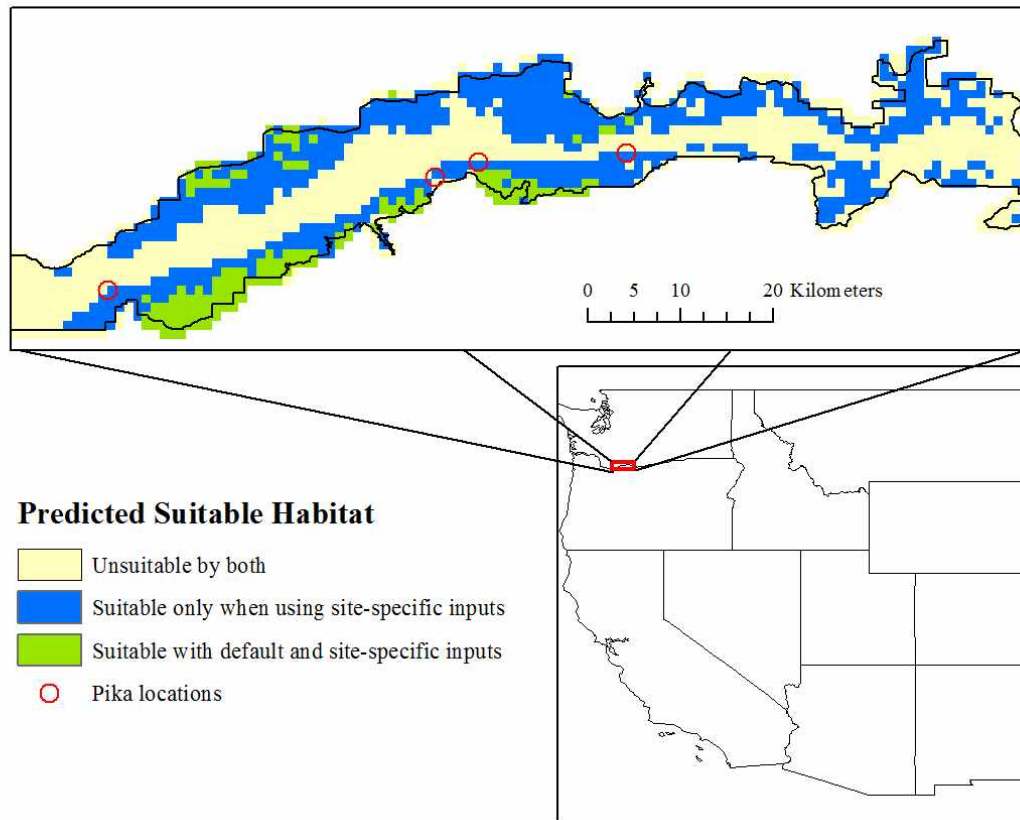 0 5 10 20 Kilometers
Predicted Suitable Habitat
Unsuitable by both
Suitable only when using site-specific inputs
Suitable with default and site-specific inputs
Pika locations